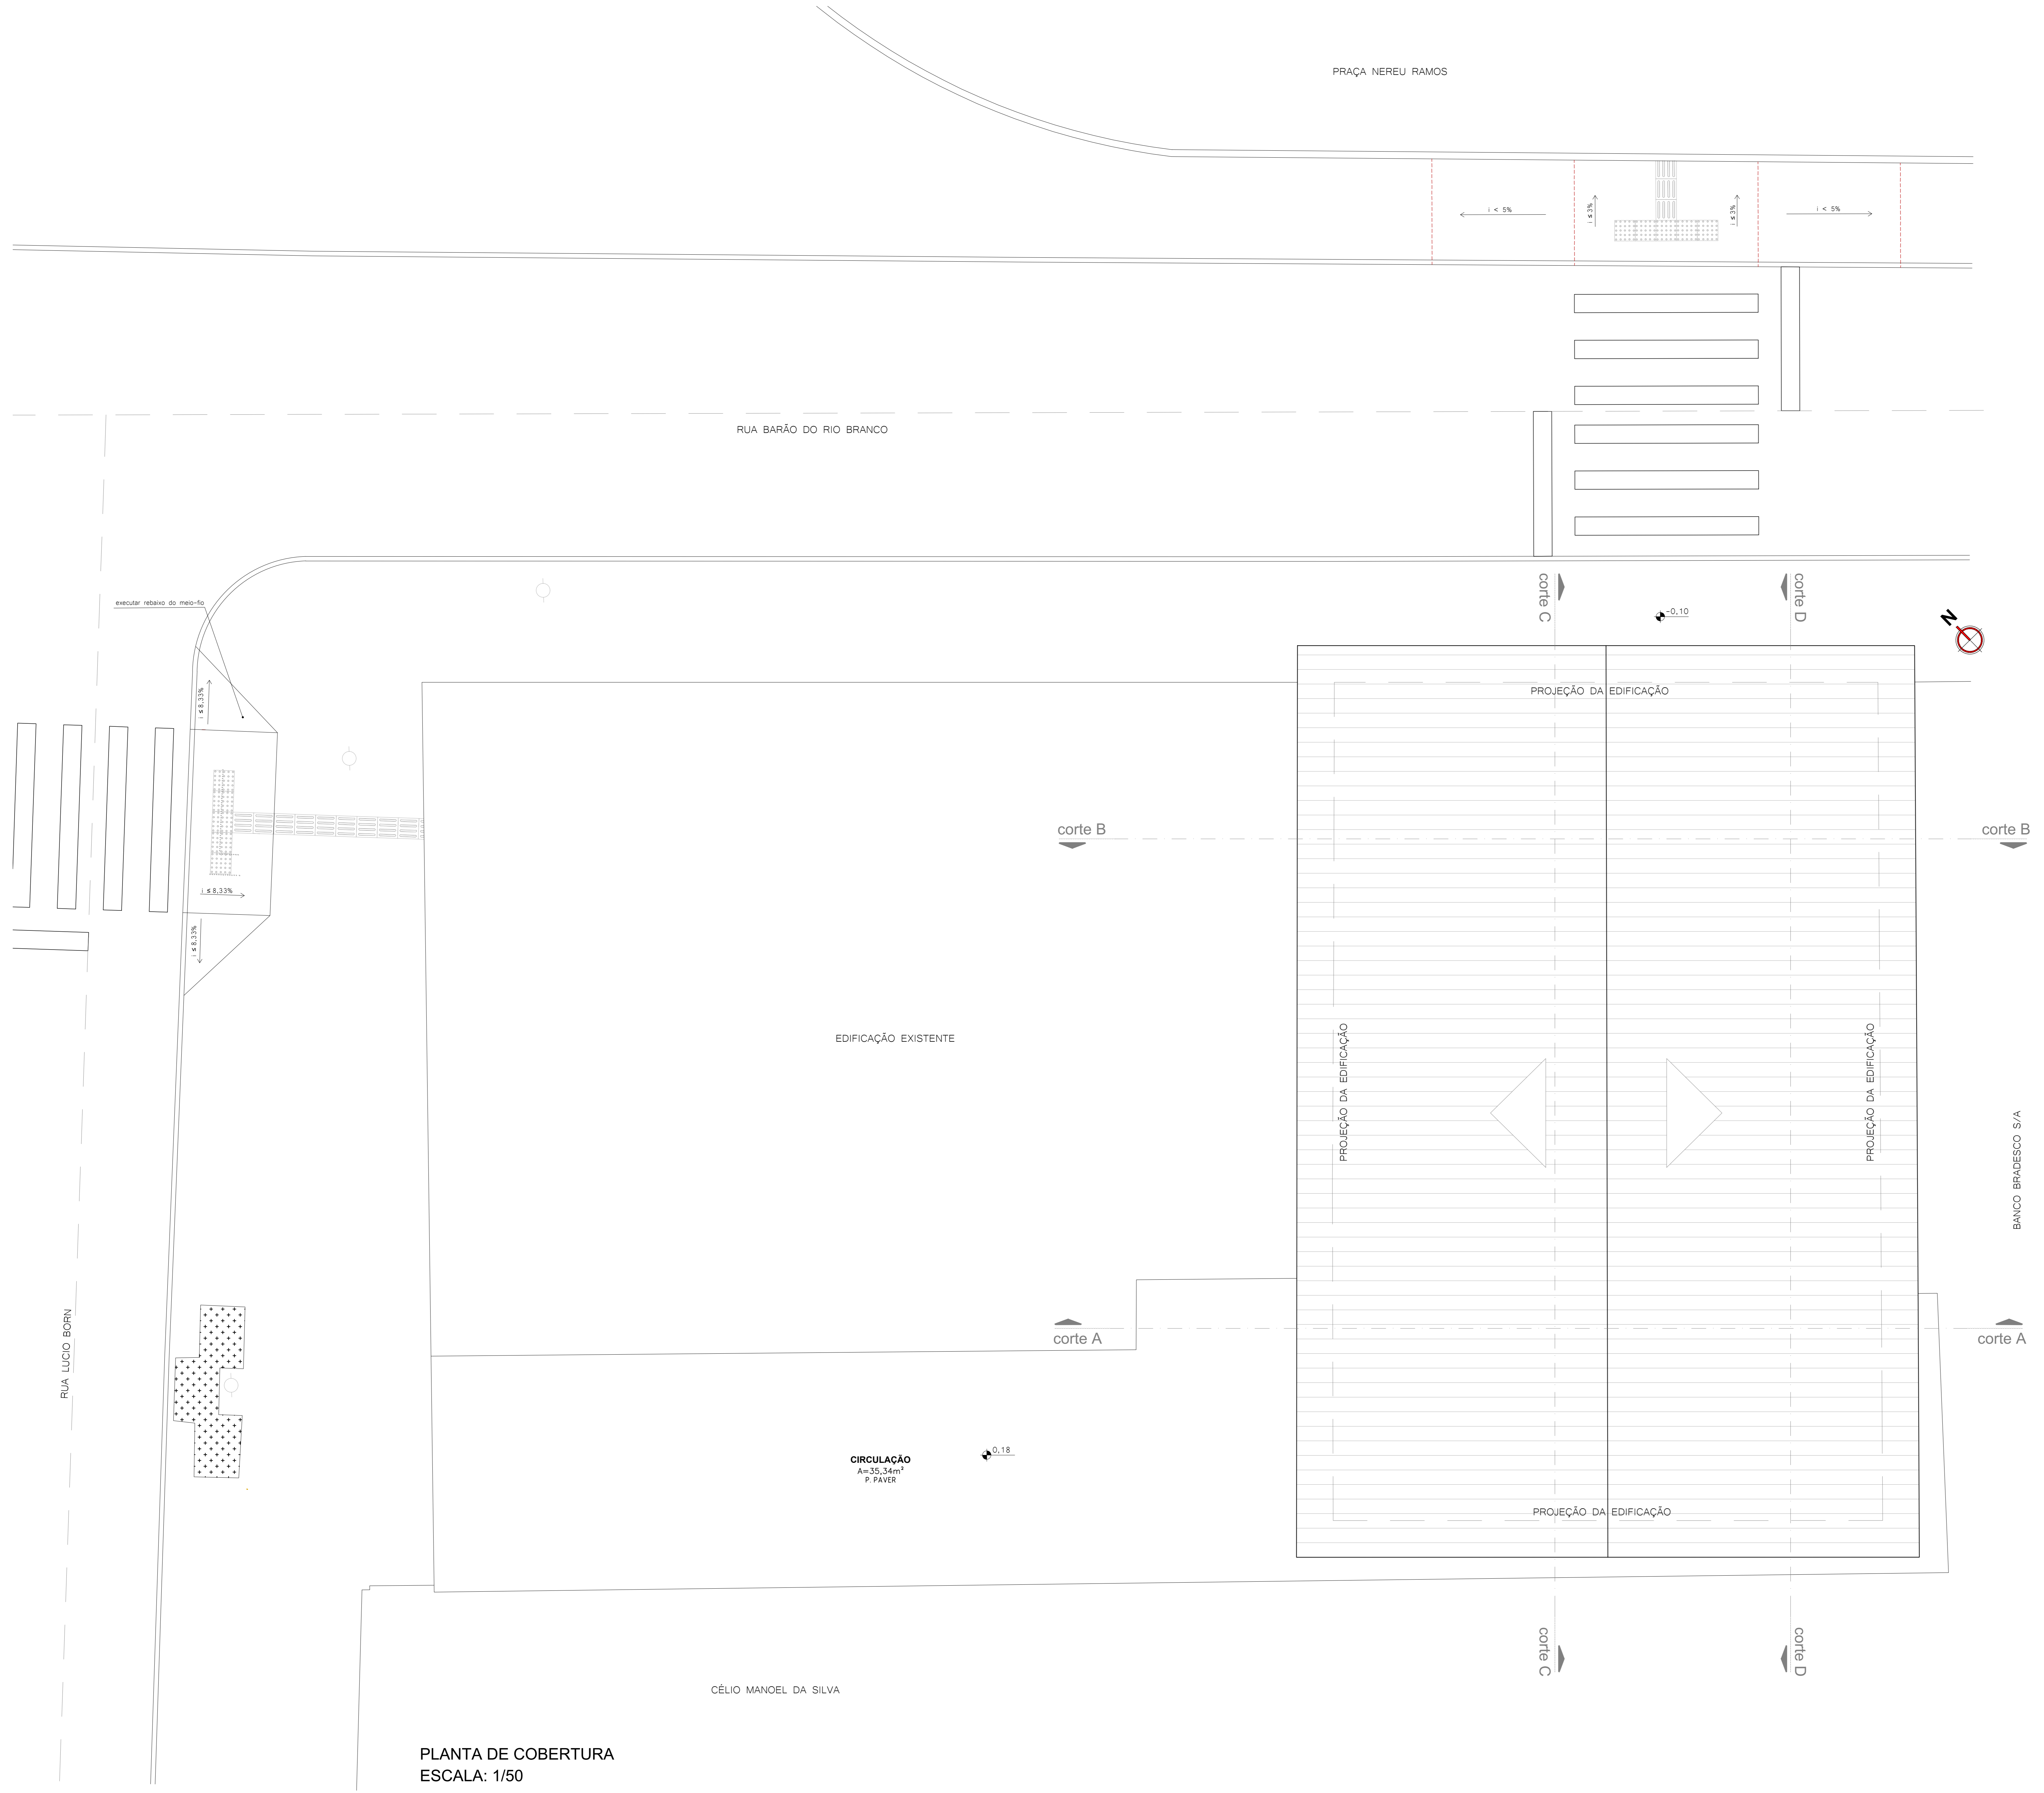 PRAÇA NEREU RAMOS
i < 5%
i ≤ 3%
i ≤ 3%
i < 5%
RUA BARÃO DO RIO BRANCO
executar rebaixo do meio-fio
corte C
corte D
-0,10
N
i ≤ 8,33%
PROJEÇÃO DA EDIFICAÇÃO
corte B
corte B
i ≤ 8,33%
i ≤ 8,33%
EDIFICAÇÃO EXISTENTE
PROJEÇÃO DA EDIFICAÇÃO
PROJEÇÃO DA EDIFICAÇÃO
BANCO BRADESCO S/A
RUA LUCIO BORN
corte A
corte A
CIRCULAÇÃO
A=35,34m²
P. PAVER
0,18
PROJEÇÃO DA EDIFICAÇÃO
corte C
corte D
CÉLIO MANOEL DA SILVA
PLANTA DE COBERTURA
ESCALA: 1/50